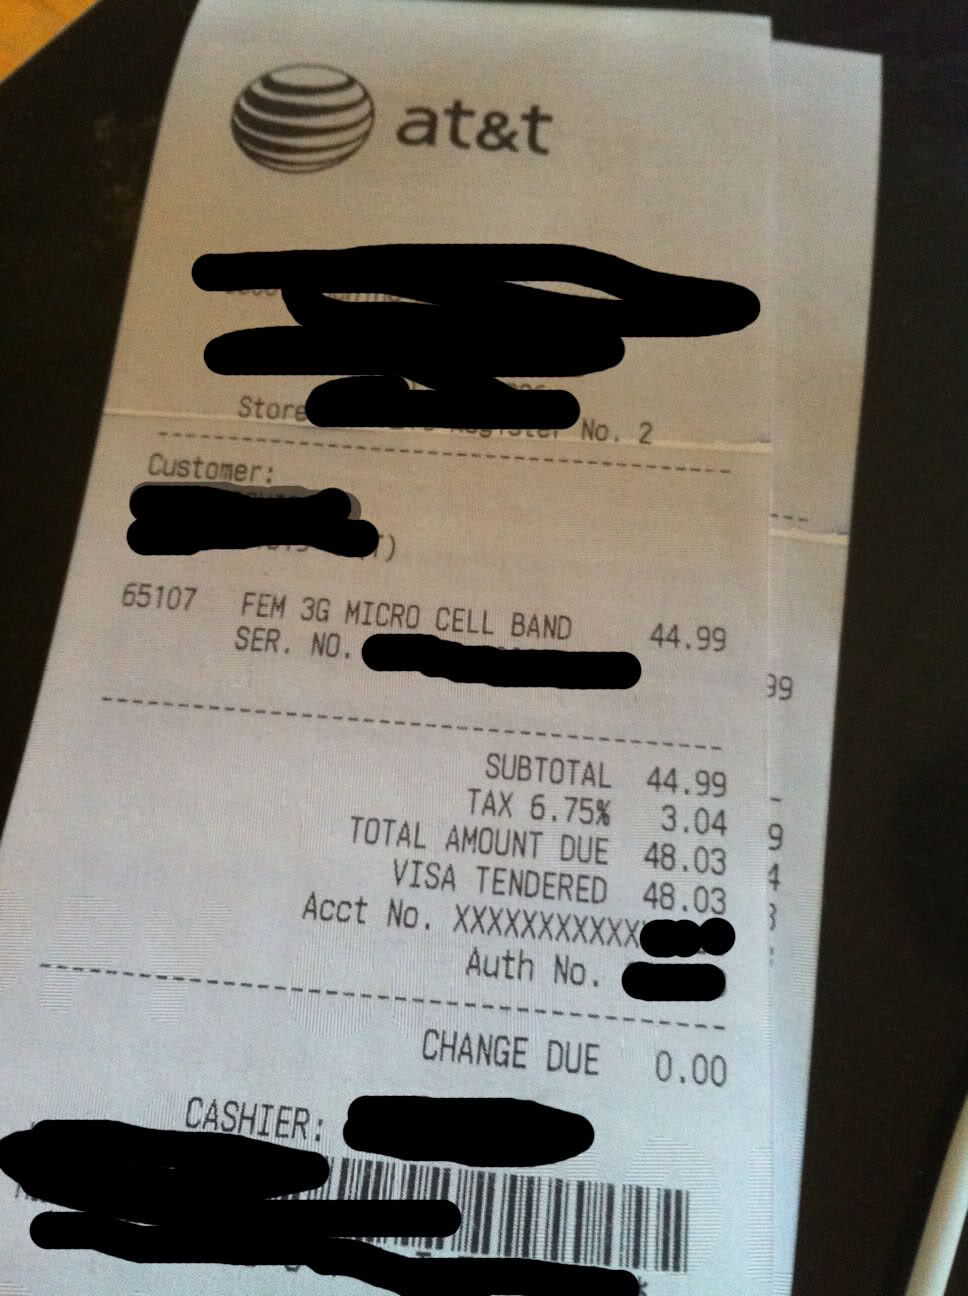 at&t
Store No. 2
Customer:
65107 FEM 3G MICRO CELL BAND 44.99
SER. NO.
99
SUBTOTAL 44.99
TAX 6.75% 3.04
TOTAL AMOUNT DUE 48.03
VISA TENDERED 48.03
Acct No. XXXXXXXXXXXX
Auth No.
CHANGE DUE 0.00
CASHIER: